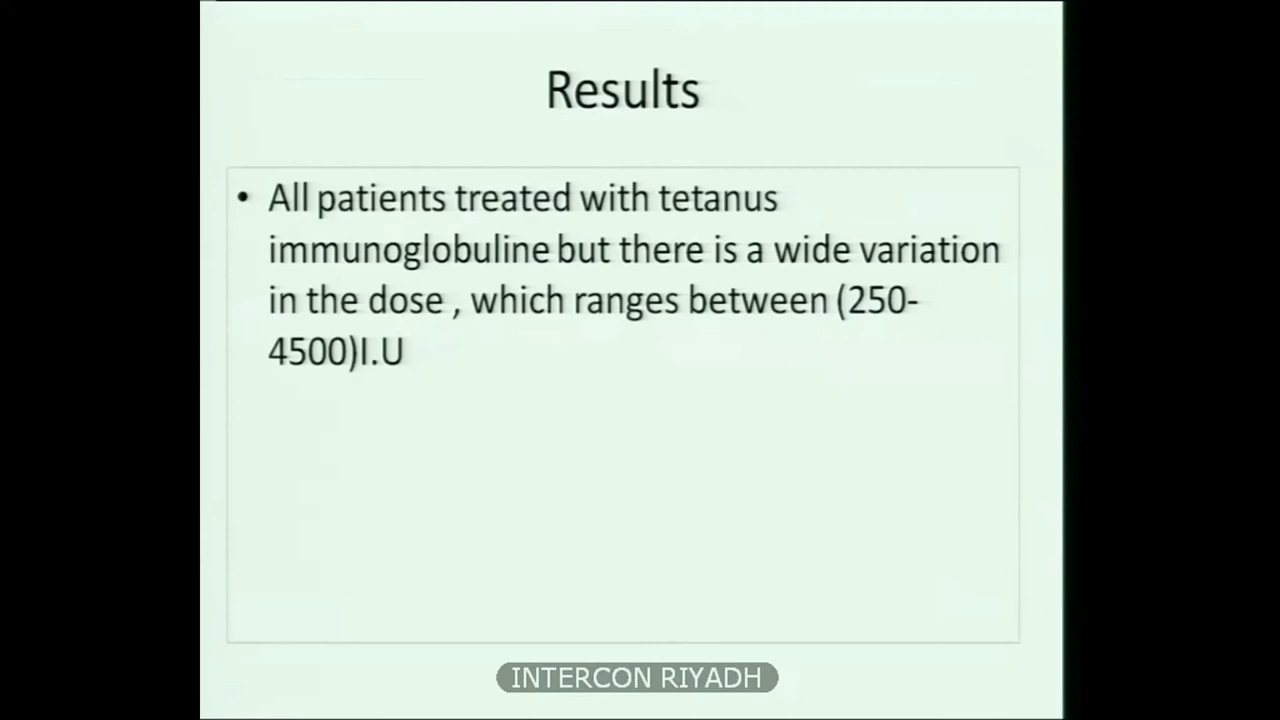 Results
• All patients treated with tetanus
immunoglobuline but there is a wide variation
in the dose , which ranges between (250-
4500)I.U
INTERCON RIYADH